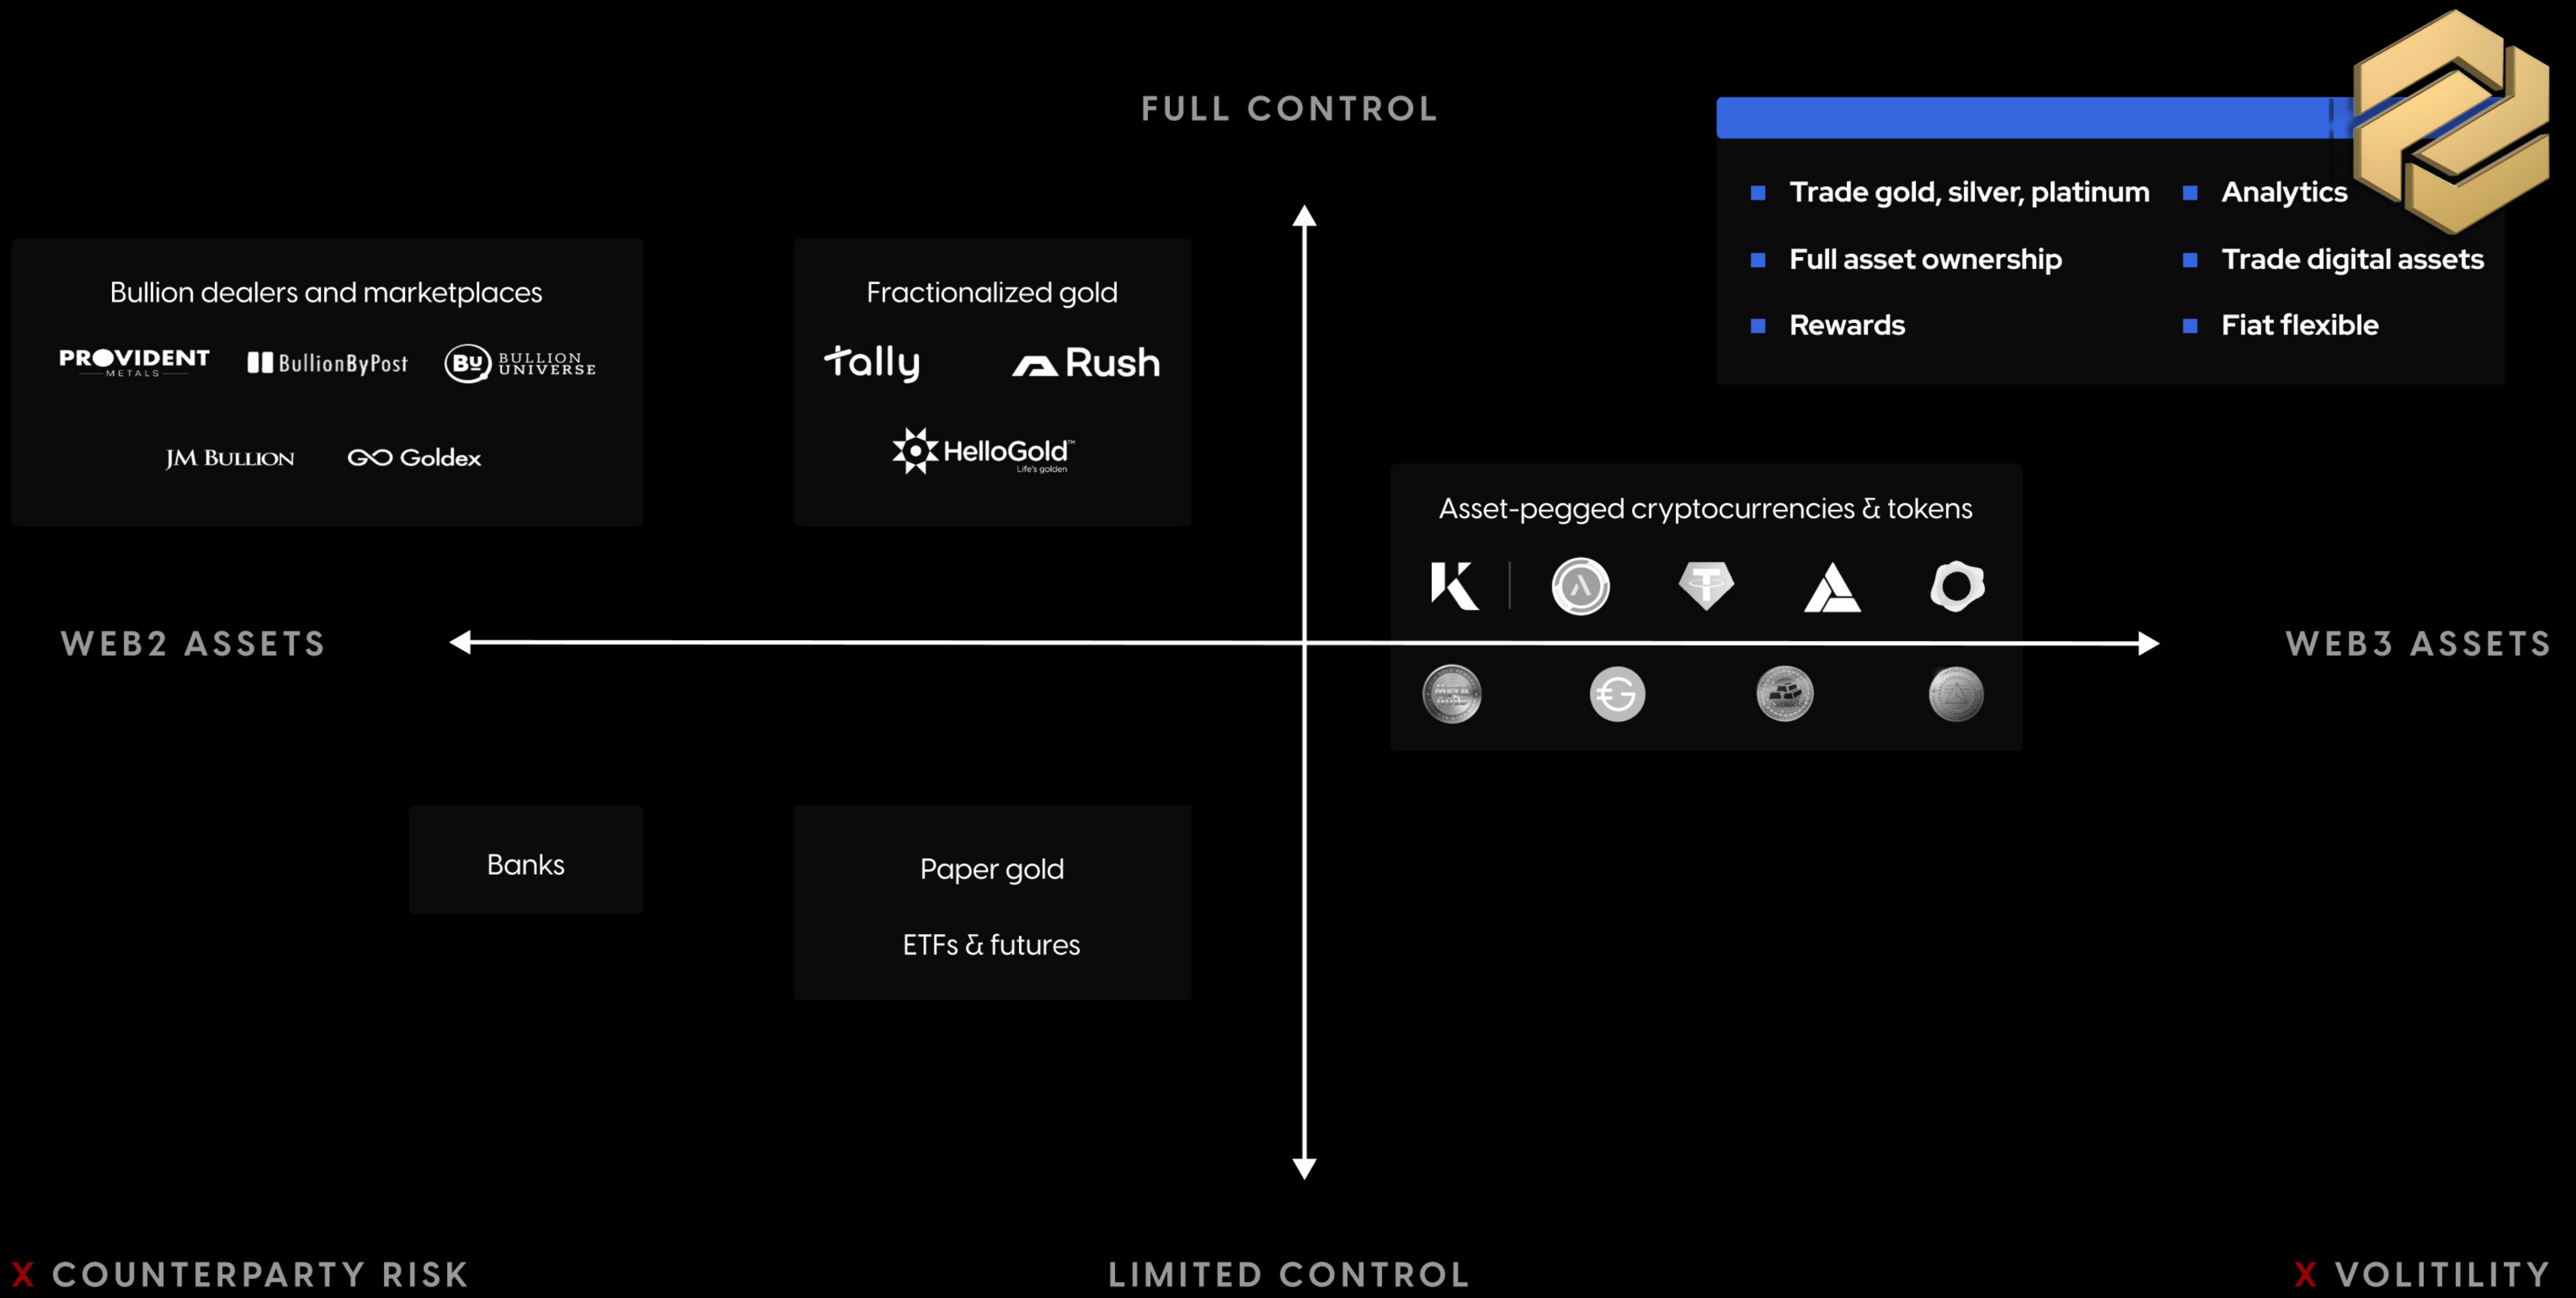 FULL CONTROL
Trade gold, silver, platinum
Analytics
Full asset ownership
Trade digital assets
Rewards
Fiat flexible
Bullion dealers and marketplaces
PROVIDENT
METALS
BullionByPost
BU
BULLION
UNIVERSE
JM BULLION
Goldex
Fractionalized gold
tally
Rush
HelloGold™
Life's golden
Asset-pegged cryptocurrencies & tokens
WEB2 ASSETS
WEB3 ASSETS
Banks
Paper gold
ETFs & futures
X COUNTERPARTY RISK
LIMITED CONTROL
X VOLITILITY